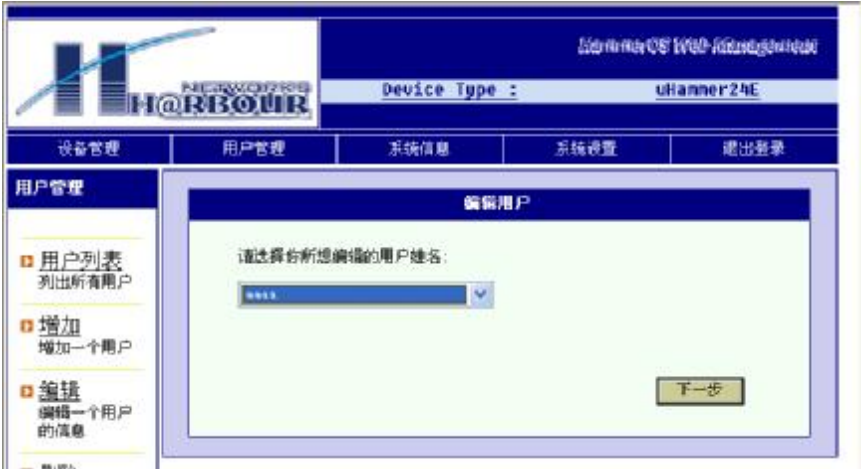 HammerOS WEB Management
NETWORKS
H@RBOUR
Device Type : uHammer24E
设备管理 用户管理 系统信息 系统设置 退出登录
用户管理
编辑用户
请选择你所想编辑的用户姓名:
用户列表
列出所有用户
增加
增加一个用户
编辑
编辑一个用户
的信息
下一步